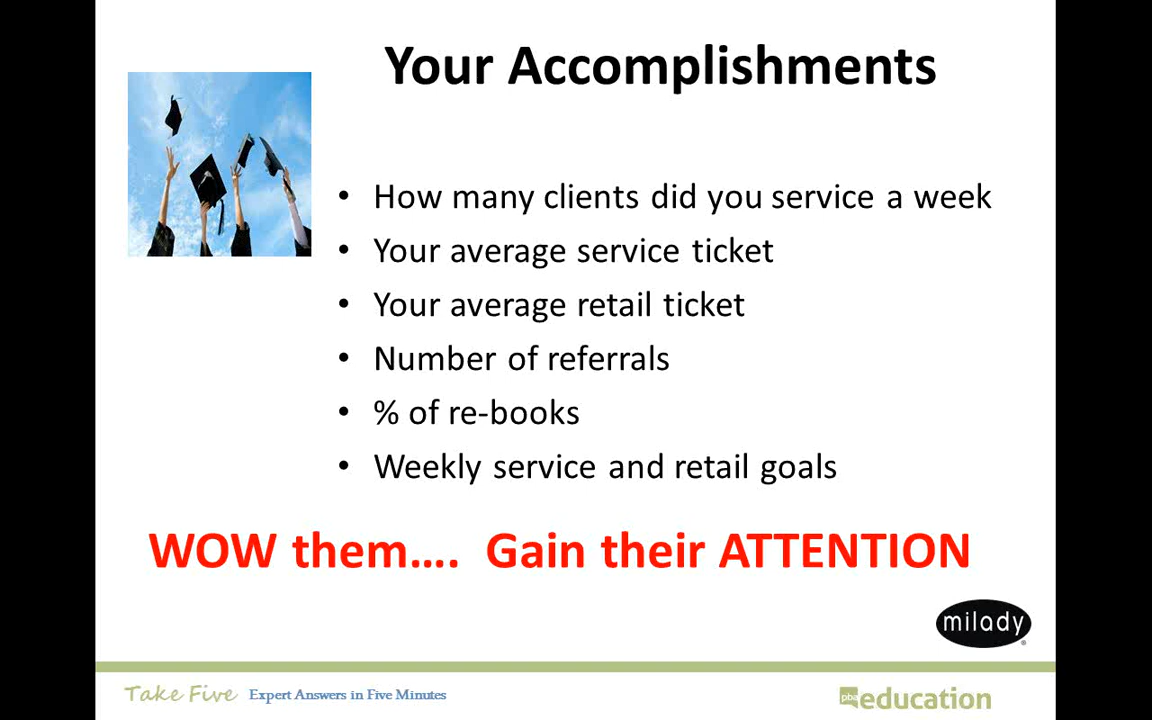 Your Accomplishments
• How many clients did you service a week
• Your average service ticket
• Your average retail ticket
• Number of referrals
• % of re-books
• Weekly service and retail goals
WOW them…. Gain their ATTENTION
milady®
Take Five Expert Answers in Five Minutes
pba education